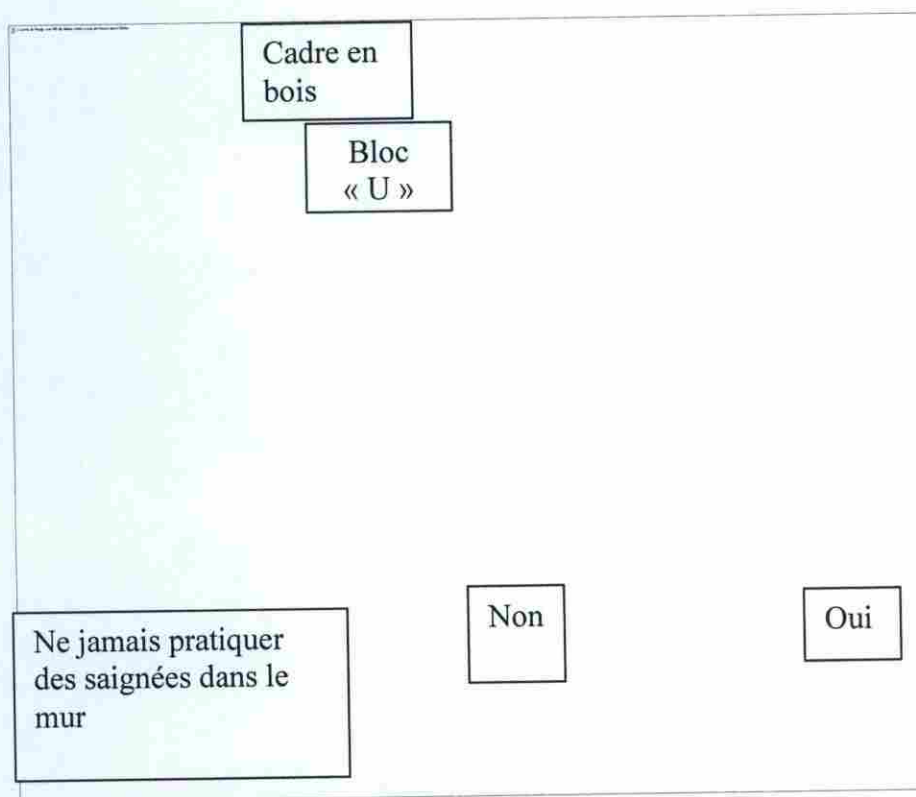 Cadre en
bois
Bloc
« U »
Non
Oui
Ne jamais pratiquer
des saignées dans le
mur